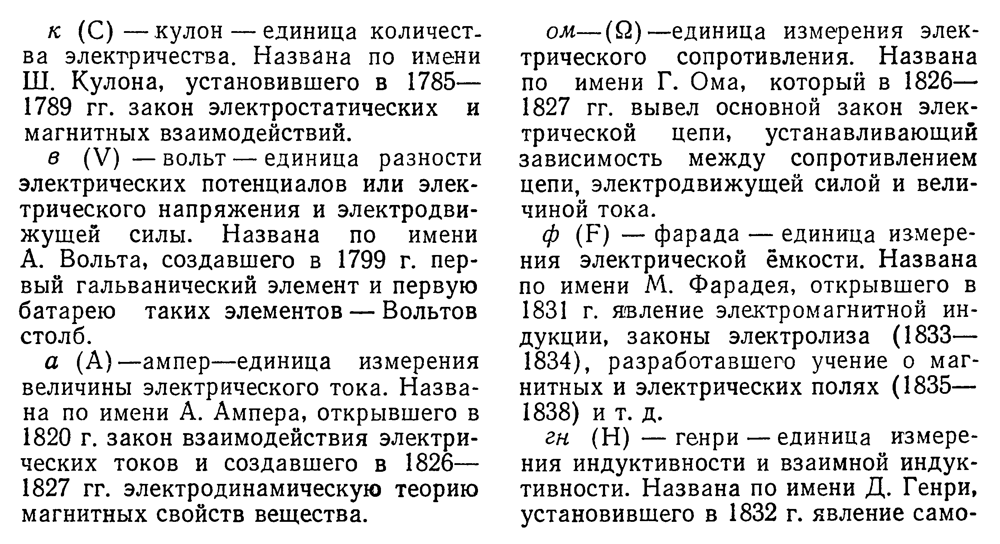 к (С) — кулон — единица количест-
ва электричества. Названа по имени
Ш. Кулона, установившего в 1785—
1789 гг. закон электростатических и
магнитных взаимодействий.
в (V) — вольт — единица разности
электрических потенциалов или элек-
трического напряжения и электродви-
жущей силы. Названа по имени
А. Вольта, создавшего в 1799 г. пер-
вый гальванический элемент и первую
батарею таких элементов — Вольтов
столб.
а (А)—ампер—единица измерения
величины электрического тока. Назва-
на по имени А. Ампера, открывшего в
1820 г. закон взаимодействия электри-
ческих токов и создавшего в 1826—
1827 гг. электродинамическую теорию
магнитных свойств вещества.
ом—(Ω)—единица измерения элек-
трического сопротивления. Названа
по имени Г. Ома, который в 1826—
1827 гг. вывел основной закон элек-
трической цепи, устанавливающий
зависимость между сопротивлением
цепи, электродвижущей силой и вели-
чиной тока.
ф (F) — фарада — единица измере-
ния электрической ёмкости. Названа
по имени М. Фарадея, открывшего в
1831 г. явление электромагнитной ин-
дукции, законы электролиза (1833—
1834), разработавшего учение о маг-
нитных и электрических полях (1835—
1838) и т. д.
гн (Н) — генри — единица измере-
ния индуктивности и взаимной индук-
тивности. Названа по имени Д. Генри,
установившего в 1832 г. явление само-